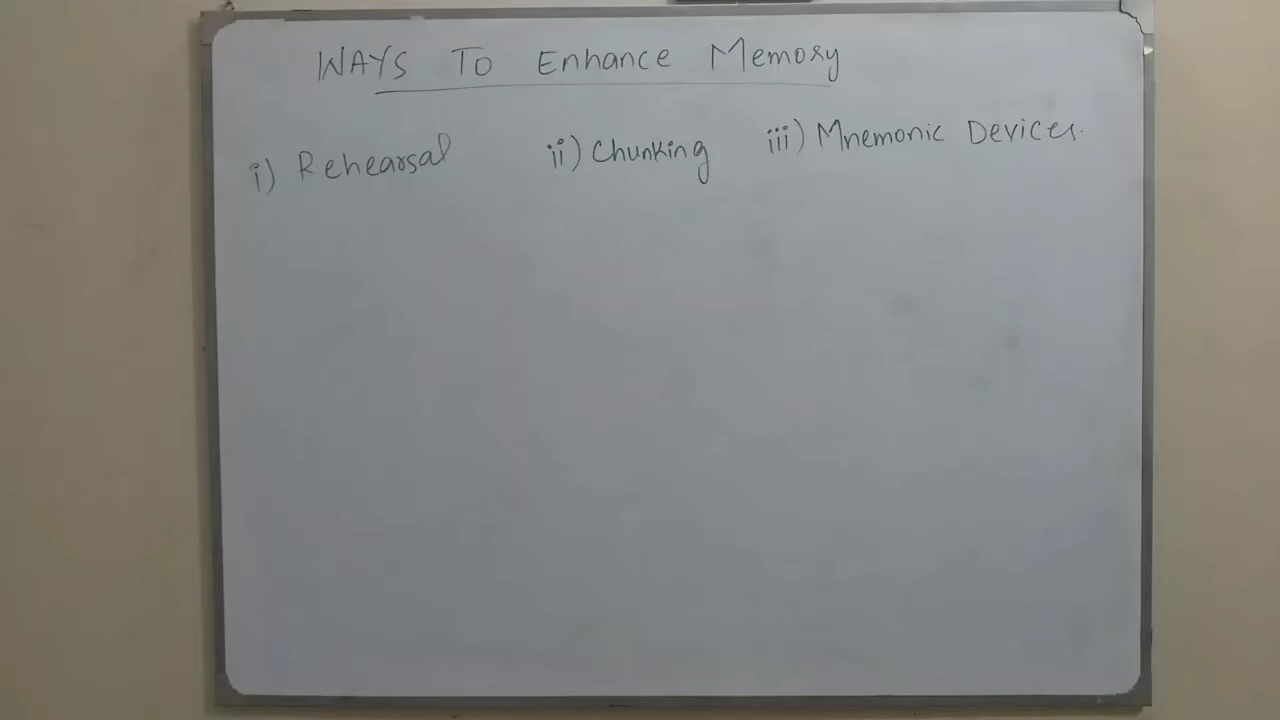 WAYS To Enhance Memory
i) Rehearsal ii) Chunking iii) Mnemonic Devices.